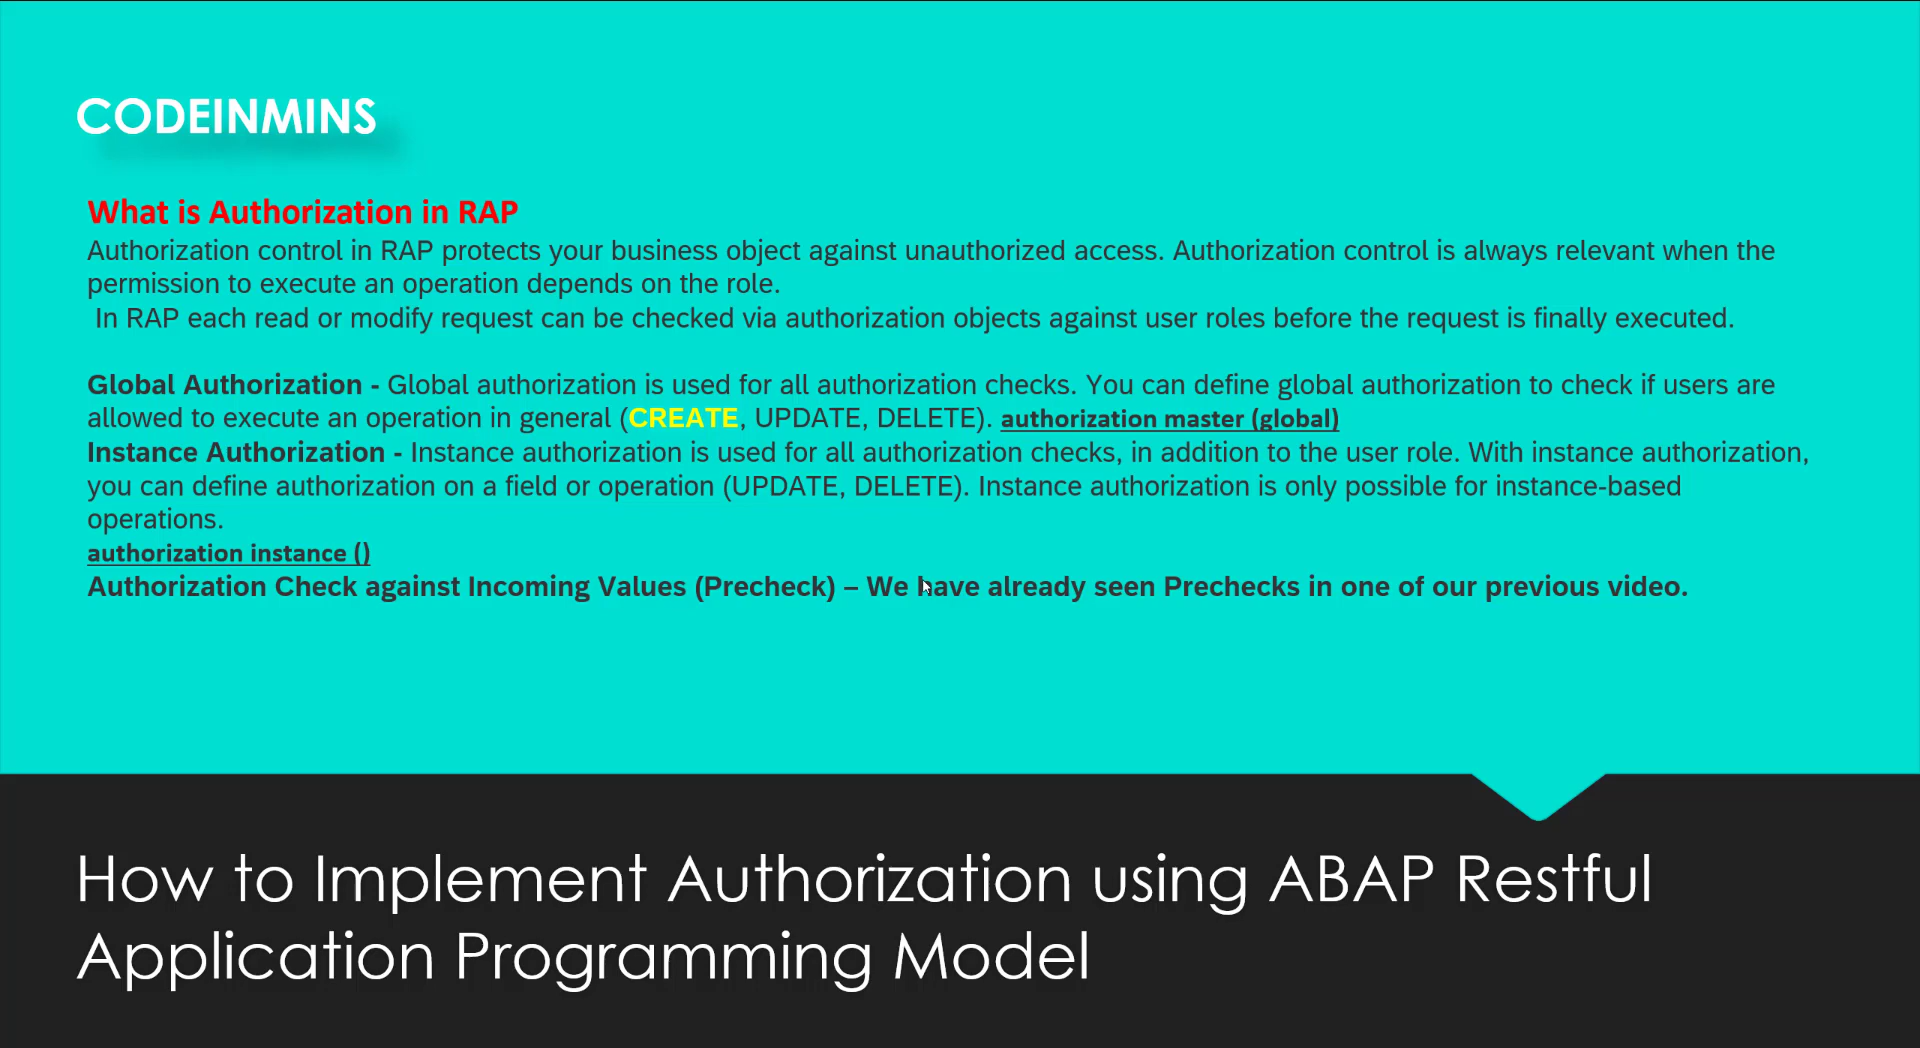 CODEINMINS
What is Authorization in RAP
Authorization control in RAP protects your business object against unauthorized access. Authorization control is always relevant when the
permission to execute an operation depends on the role.
In RAP each read or modify request can be checked via authorization objects against user roles before the request is finally executed.
Global Authorization - Global authorization is used for all authorization checks. You can define global authorization to check if users are
allowed to execute an operation in general (CREATE, UPDATE, DELETE). authorization master (global)
Instance Authorization - Instance authorization is used for all authorization checks, in addition to the user role. With instance authorization,
you can define authorization on a field or operation (UPDATE, DELETE). Instance authorization is only possible for instance-based
operations.
authorization instance ()
Authorization Check against Incoming Values (Precheck) – We have already seen Prechecks in one of our previous video.
How to Implement Authorization using ABAP Restful
Application Programming Model